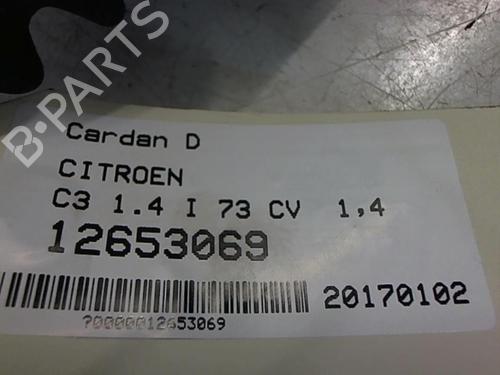 B-PARTS
Cardan D
CITROEN
C3 1.4 I 73 CV 1,4
12653069
20170102
?0000012653069